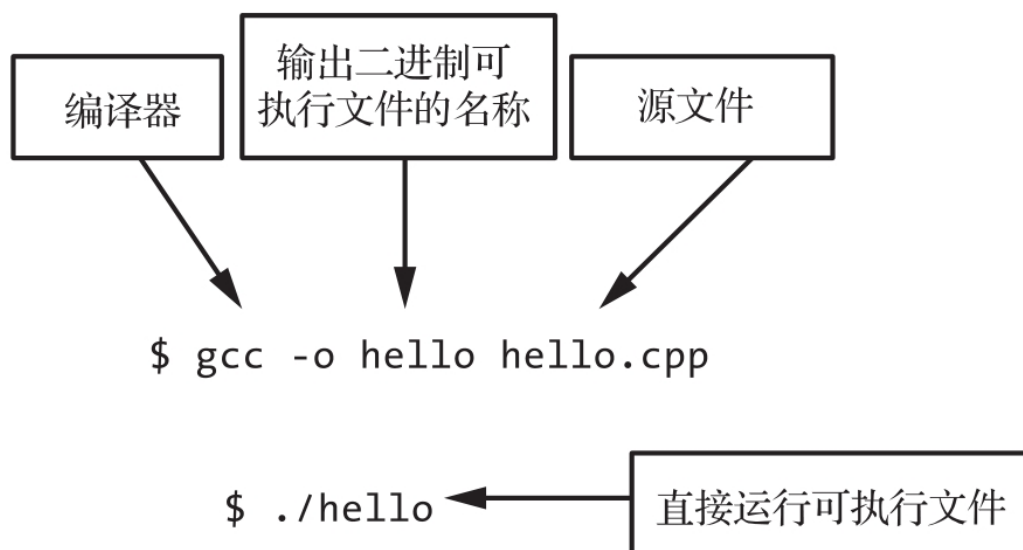 编译器
输出二进制可
执行文件的名称
源文件
$ gcc -o hello hello.cpp
$ ./hello
直接运行可执行文件